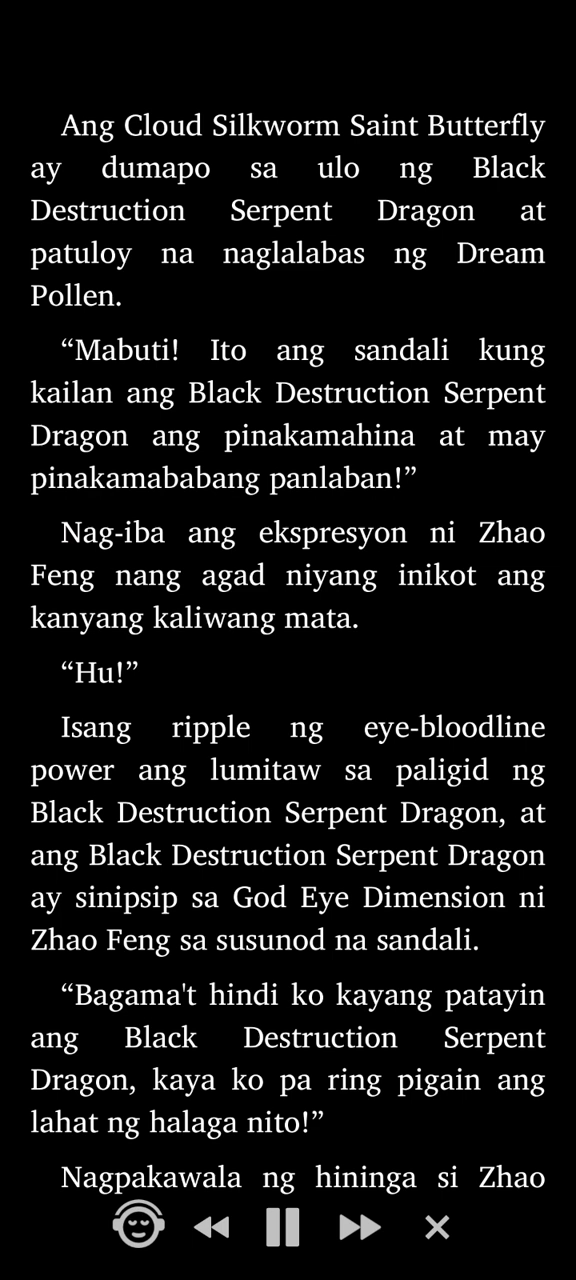 Ang Cloud Silkworm Saint Butterfly
ay dumapo sa ulo ng Black
Destruction Serpent Dragon at
patuloy na naglalabas ng Dream
Pollen.
“Mabuti! Ito ang sandali kung
kailan ang Black Destruction Serpent
Dragon ang pinakamahina at may
pinakamababang panlaban!”
Nag-iba ang ekspresyon ni Zhao
Feng nang agad niyang inikot ang
kanyang kaliwang mata.
“Hu!”
Isang ripple ng eye-bloodline
power ang lumitaw sa paligid ng
Black Destruction Serpent Dragon, at
ang Black Destruction Serpent Dragon
ay sinipsip sa God Eye Dimension ni
Zhao Feng sa susunod na sandali.
“Bagama't hindi ko kayang patayin
ang Black Destruction Serpent
Dragon, kaya ko pa ring pigain ang
lahat ng halaga nito!”
Nagpakawala ng hininga si Zhao